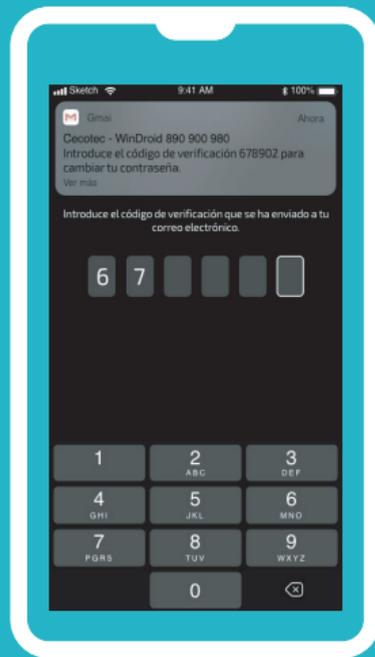 Sketch 9:41 AM 100%
Gmai Ahora
Cecotec - WinDroid 890 900 980
Introduce el código de verificación 678902 para
cambiar tu contraseña.
Ver más
Introduce el código de verificación que se ha enviado a tu
correo electrónico.
6 7
1 2 3
ABC DEF
4 5 6
GHI JKL MNO
7 8 9
PGRS TUV WXYZ
0